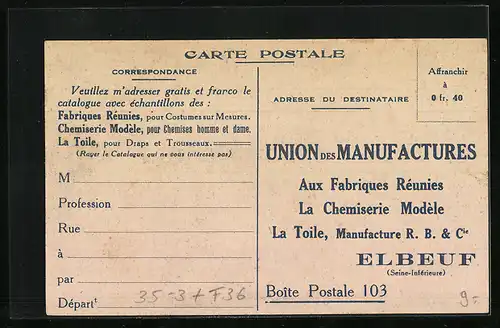 CARTE POSTALE
CORRESPONDANCE
Veuillez m'adresser gratis et franco le
catalogue avec échantillons des :
Fabriques Réunies, pour Costumes sur Mesures.
Chemiserie Modèle, pour Chemises homme et dame.
La Toile, pour Draps et Trousseaux.
(Rayer le Catalogue qui ne vous intéresse pas)
M
Profession
Rue
à
par
Départt
35-3+F36
Affranchir
à
0 fr. 40
ADRESSE DU DESTINATAIRE
UNION DES MANUFACTURES
Aux Fabriques Réunies
La Chemiserie Modèle
La Toile, Manufacture R. B. & Cie
ELBEUF
(Seine-Inférieure)
Boîte Postale 103
9-